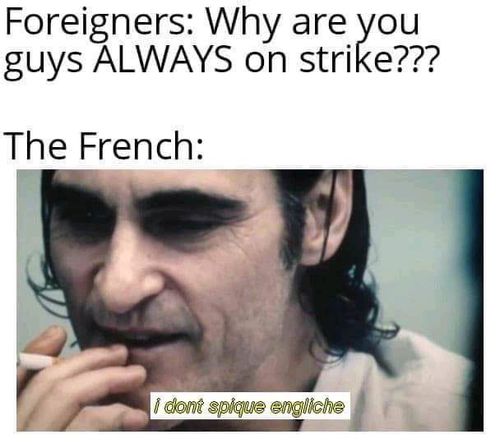 Foreigners: Why are you
guys ALWAYS on strike???
The French:
i dont spique engliche